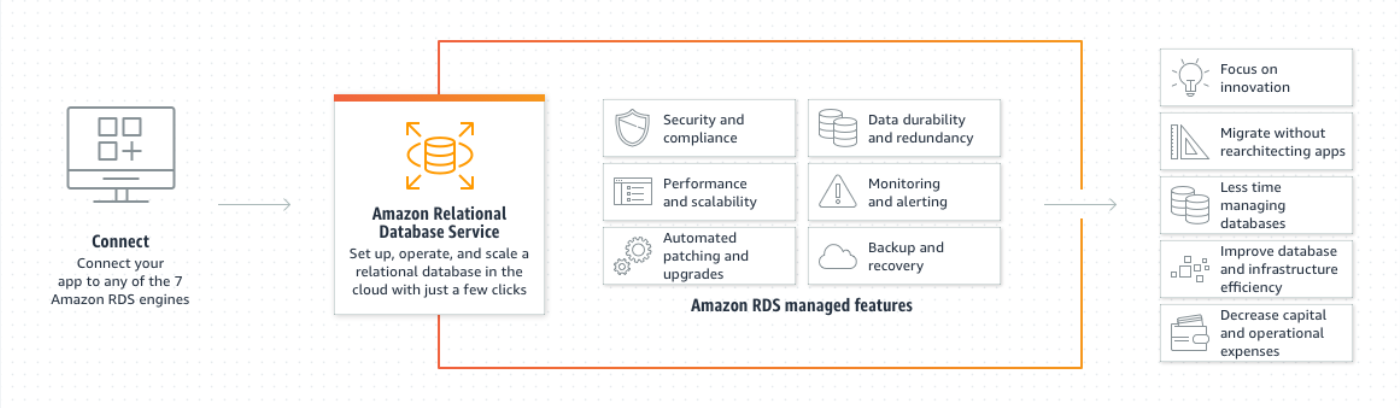 Connect
Connect your
app to any of the 7
Amazon RDS engines
Amazon Relational
Database Service
Set up, operate, and scale a
relational database in the
cloud with just a few clicks
Security and
compliance
Data durability
and redundancy
Performance
and scalability
Monitoring
and alerting
Automated
patching and
upgrades
Backup and
recovery
Amazon RDS managed features
Focus on
innovation
Migrate without
rearchitecting apps
Less time
managing
databases
Improve database
and infrastructure
efficiency
Decrease capital
and operational
expenses